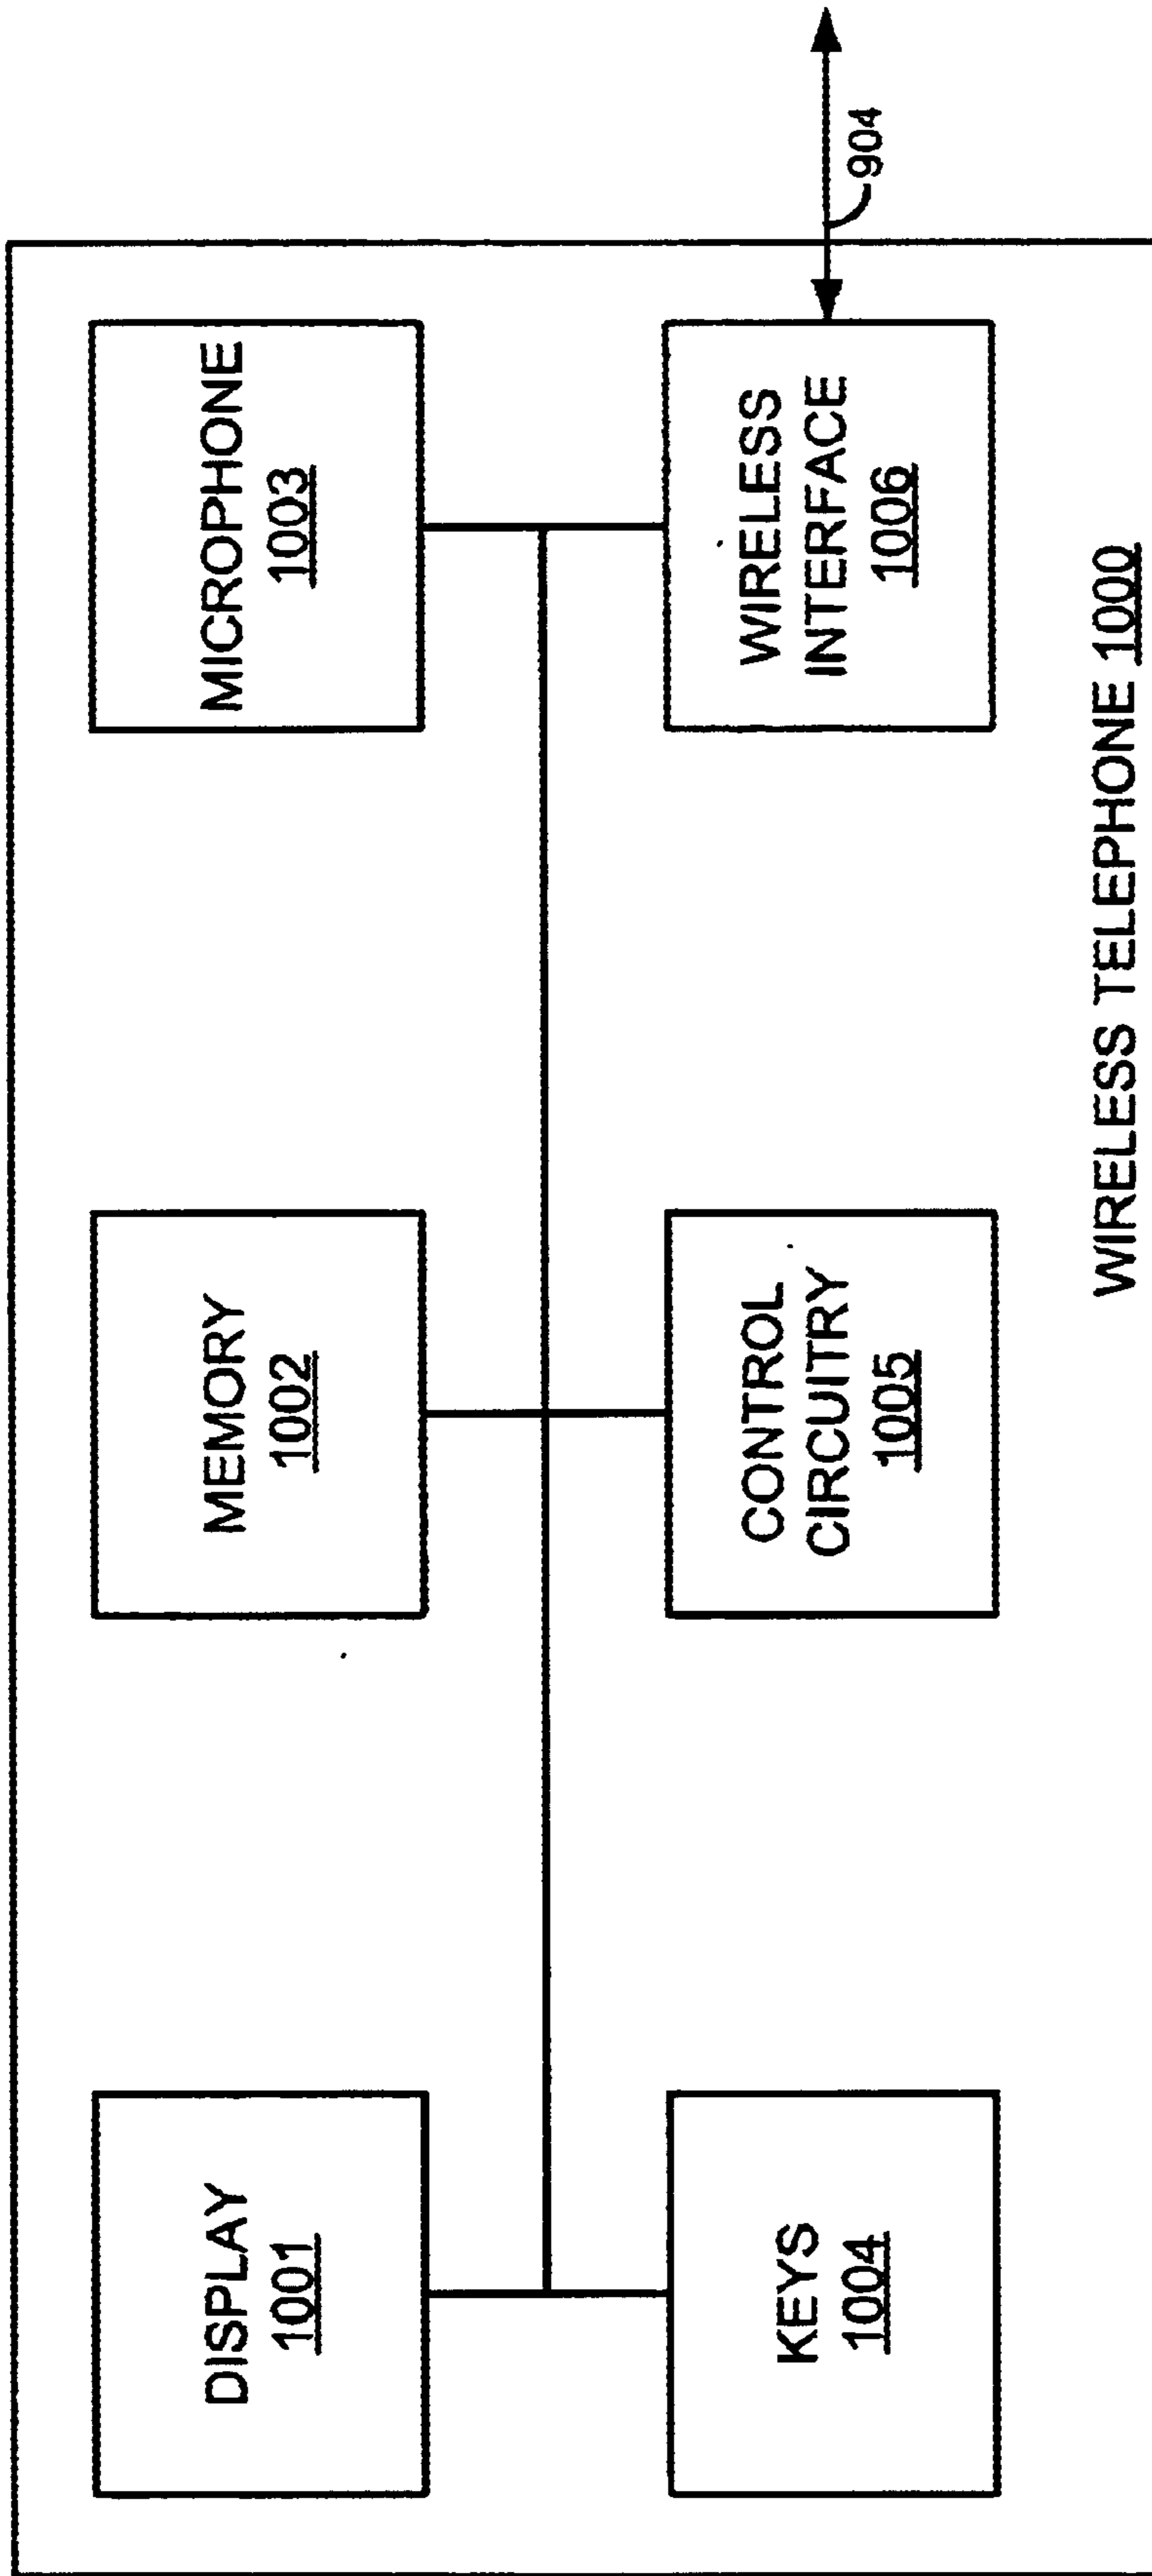 DISPLAY
1001
MEMORY
1002
MICROPHONE
1003
KEYS
1004
CONTROL
CIRCUITRY
1005
WIRELESS
INTERFACE
1006
904
WIRELESS TELEPHONE 1000